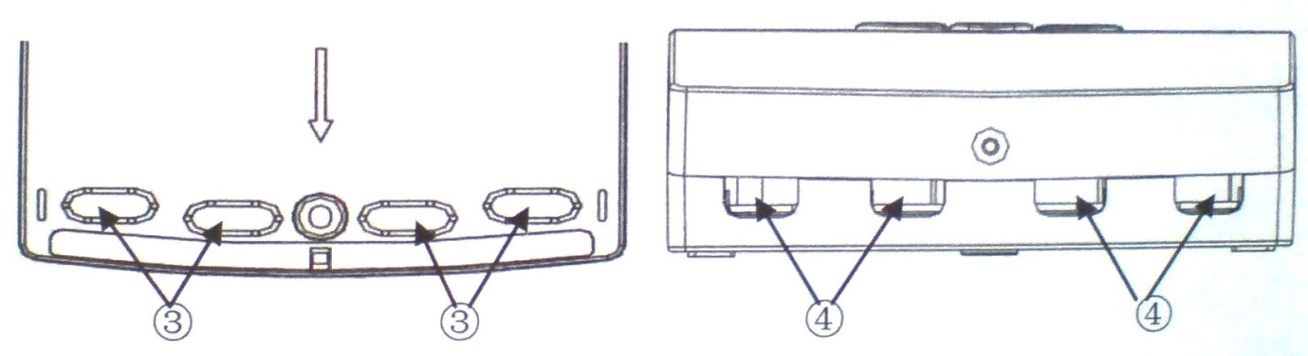 ③ ③ ④ ④